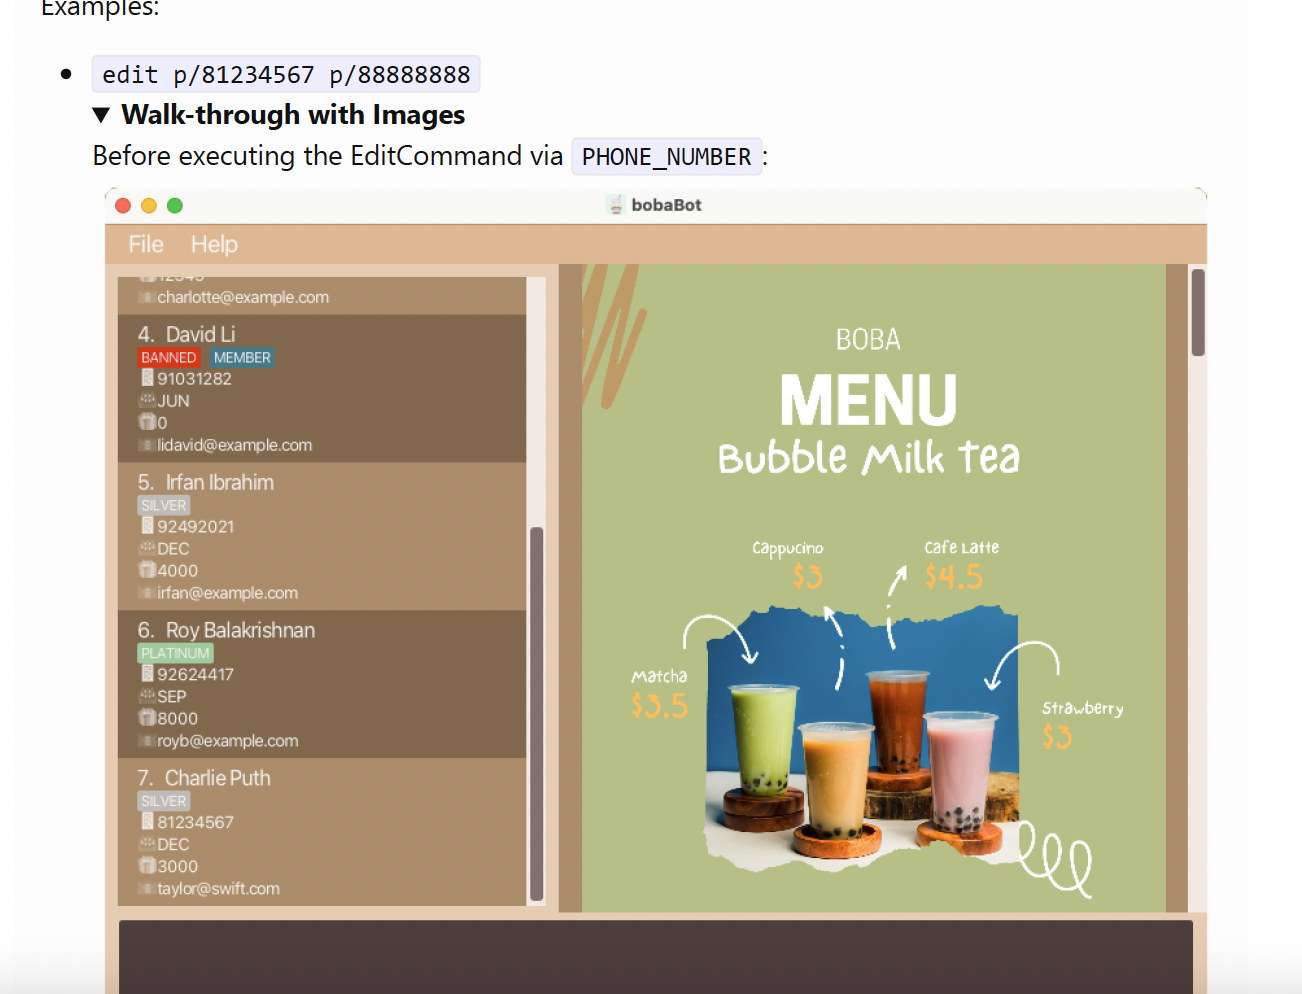 Examples:
edit p/81234567 p/88888888
Walk-through with Images
Before executing the EditCommand via PHONE_NUMBER:
bobaBot
File Help
12345
charlotte@example.com
4. David Li
BANNED MEMBER
91031282
JUN
0
lidavid@example.com
5. Irfan Ibrahim
SILVER
92492021
DEC
4000
irfan@example.com
6. Roy Balakrishnan
PLATINUM
92624417
SEP
8000
royb@example.com
7. Charlie Puth
SILVER
81234567
DEC
3000
taylor@swift.com
BOBA
MENU
Bubble Milk Tea
Cappucino
$3
Cafe Latte
$4.5
Matcha
$3.5
Strawberry
$3